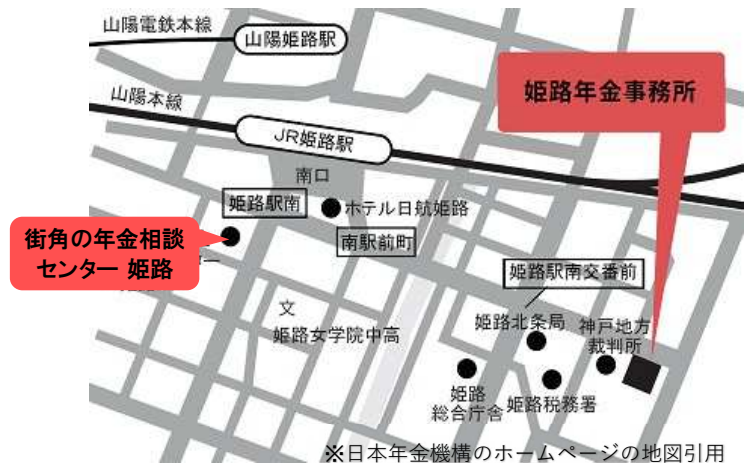 山陽電鉄本線
山陽姫路駅
山陽本線
JR姫路駅
姫路年金事務所
南口
姫路駅南
ホテル日航姫路
街角の年金相談
センター 姫路
ー
南駅前町
姫路駅南交番前
文
姫路女学院中高
姫路北条局
神戸地方
裁判所
姫路
総合庁舎
姫路税務署
※日本年金機構のホームページの地図引用